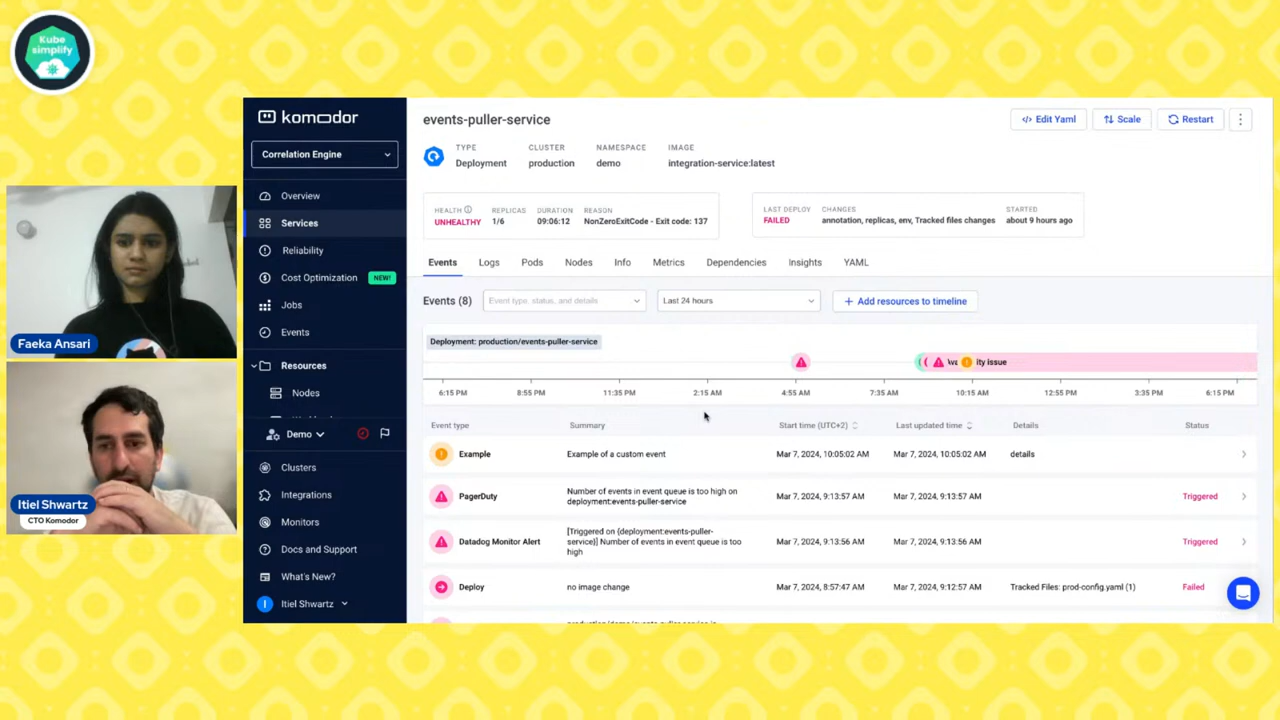 Kube
simplify
Faeka Ansari
Itiel Shwartz
CTO Komodor
komodor
Correlation Engine
Overview
Services
Reliability
Cost Optimization NEW!
Jobs
Events
Resources
Nodes
Demo
Clusters
Integrations
Monitors
Docs and Support
What's New?
I Itiel Shwartz
events-puller-service
Edit Yaml
Scale
Restart
TYPE CLUSTER NAMESPACE IMAGE
Deployment production demo integration-service:latest
HEALTH REPLICAS DURATION REASON
UNHEALTHY 1/6 09:06:12 NonZeroExitCode - Exit code: 137
LAST DEPLOY CHANGES STARTED
FAILED annotation, replicas, env, Tracked files changes about 9 hours ago
Events Logs Pods Nodes Info Metrics Dependencies Insights YAML
Events (8) Event type, status, and details Last 24 hours + Add resources to timeline
Deployment: production/events-puller-service
ity issue
6:15 PM 8:55 PM 11:35 PM 2:15 AM 4:55 AM 7:35 AM 10:15 AM 12:55 PM 3:35 PM 6:15 PM
Event type Summary Start time (UTC+2) Last updated time Details Status
Example Example of a custom event Mar 7, 2024, 10:05:02 AM Mar 7, 2024, 10:05:02 AM details
PagerDuty Number of events in event queue is too high on
deployment:events-puller-service Mar 7, 2024, 9:13:57 AM Mar 7, 2024, 9:13:57 AM Triggered
[Triggered on {deployment:events-puller-
Datadog Monitor Alert service}] Number of events in event queue is too Mar 7, 2024, 9:13:56 AM Mar 7, 2024, 9:13:56 AM Triggered
high
Deploy no image change Mar 7, 2024, 8:57:47 AM Mar 7, 2024, 9:12:57 AM Tracked Files: prod-config.yaml (1) Failed